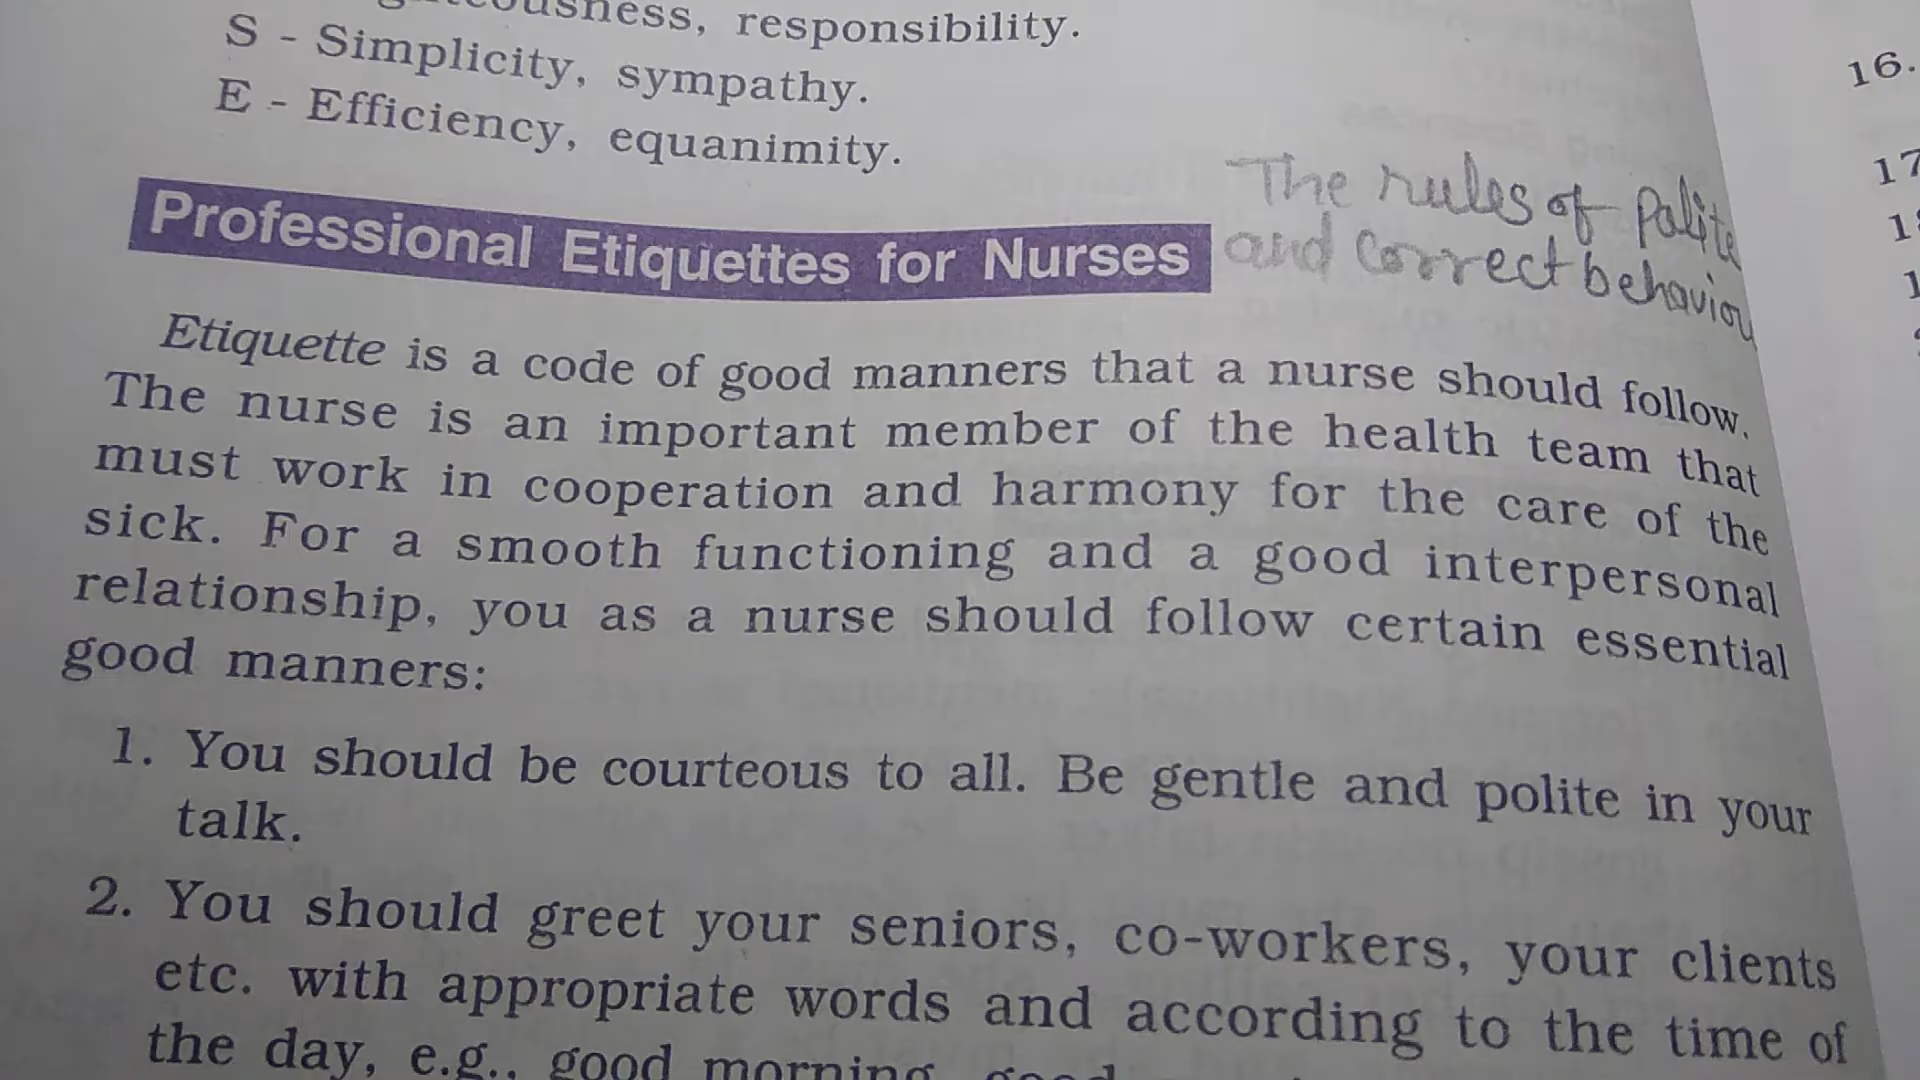 responsibility.
S - Simplicity, sympathy.
E - Efficiency, equanimity.
Professional Etiquettes for Nurses
The rules of Polite
and Correct behaviou
Etiquette is a code of good manners that a nurse should follow.
The nurse is an important member of the health team that
must work in cooperation and harmony for the care of the
sick. For a smooth functioning and a good interpersonal
relationship, you as a nurse should follow certain essential
good manners:
1. You should be courteous to all. Be gentle and polite in your
talk.
2. You should greet your seniors, co-workers, your clients
etc. with appropriate words and according to the time of
the day, e.g., good morning, good
16.
17